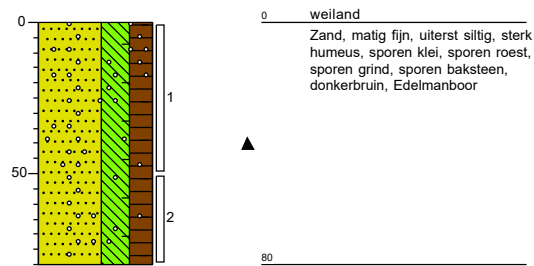 0
50
1
2
0
weiland
Zand, matig fijn, uiterst siltig, sterk
humeus, sporen klei, sporen roest,
sporen grind, sporen baksteen,
donkerbruin, Edelmanboor
80